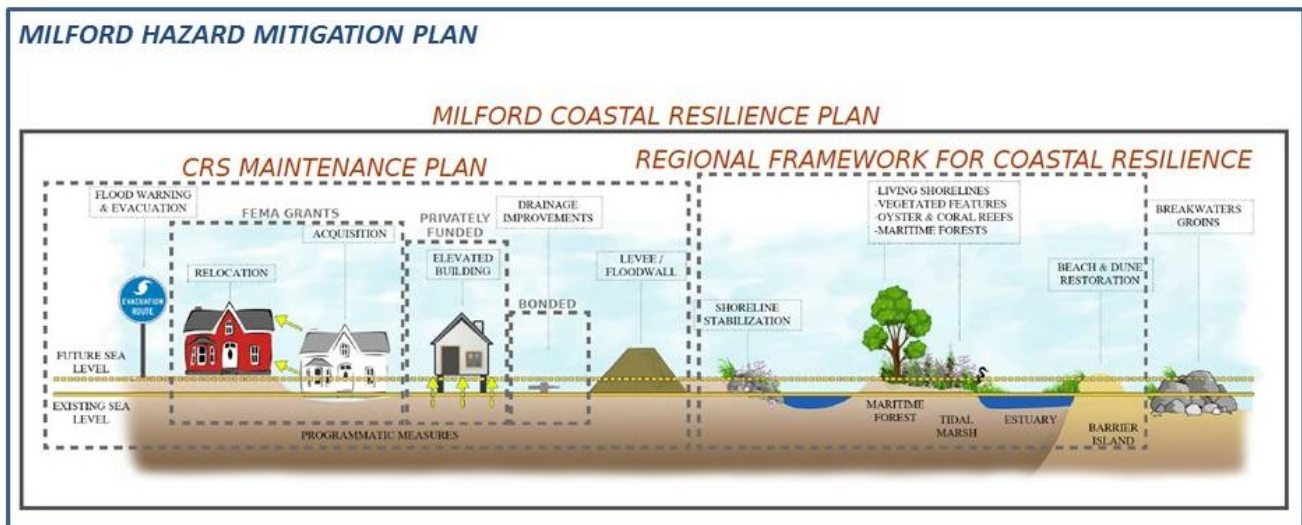 MILFORD HAZARD MITIGATION PLAN
MILFORD COASTAL RESILIENCE PLAN
CRS MAINTENANCE PLAN
REGIONAL FRAMEWORK FOR COASTAL RESILIENCE
FLOOD WARNING
& EVACUATION
FEMA GRANTS
ACQUISITION
RELOCATION
PRIVATELY
FUNDED
ELEVATED
BUILDING
DRAINAGE
IMPROVEMENTS
BONDED
LEVEE /
FLOODWALL
SHORELINE
STABILIZATION
-LIVING SHORELINES
-VEGETATED FEATURES
-OYSTER & CORAL REEFS
-MARITIME FORESTS
BEACH & DUNE
RESTORATION
BREAKWATERS
GROINS
EVACUATION
ROUTE
FUTURE SEA
LEVEL
EXISTING SEA
LEVEL
PROGRAMMATIC MEASURES
MARITIME
FOREST
TIDAL
MARSH
ESTUARY
BARRIER
ISLAND